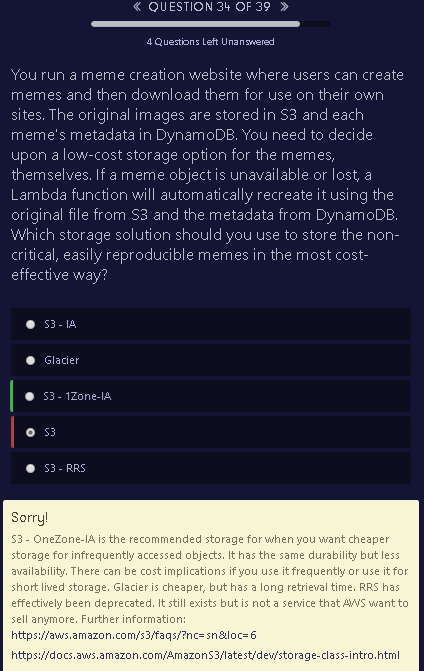 « QUESTION 34 OF 39 »
4 Questions Left Unanswered
You run a meme creation website where users can create
memes and then download them for use on their own
sites. The original images are stored in S3 and each
meme's metadata in DynamoDB. You need to decide
upon a low-cost storage option for the memes,
themselves. If a meme object is unavailable or lost, a
Lambda function will automatically recreate it using the
original file from S3 and the metadata from DynamoDB.
Which storage solution should you use to store the non-
critical, easily reproducible memes in the most cost-
effective way?
S3 - IA
Glacier
S3 - 1Zone-IA
S3
S3 - RRS
Sorry!
S3 - OneZone-IA is the recommended storage for when you want cheaper
storage for infrequently accessed objects. It has the same durability but less
availability. There can be cost implications if you use it frequently or use it for
short lived storage. Glacier is cheaper, but has a long retrieval time. RRS has
effectively been deprecated. It still exists but is not a service that AWS want to
sell anymore. Further information:
https://aws.amazon.com/s3/faqs/?nc=sn&loc=6
https://docs.aws.amazon.com/AmazonS3/latest/dev/storage-class-intro.html